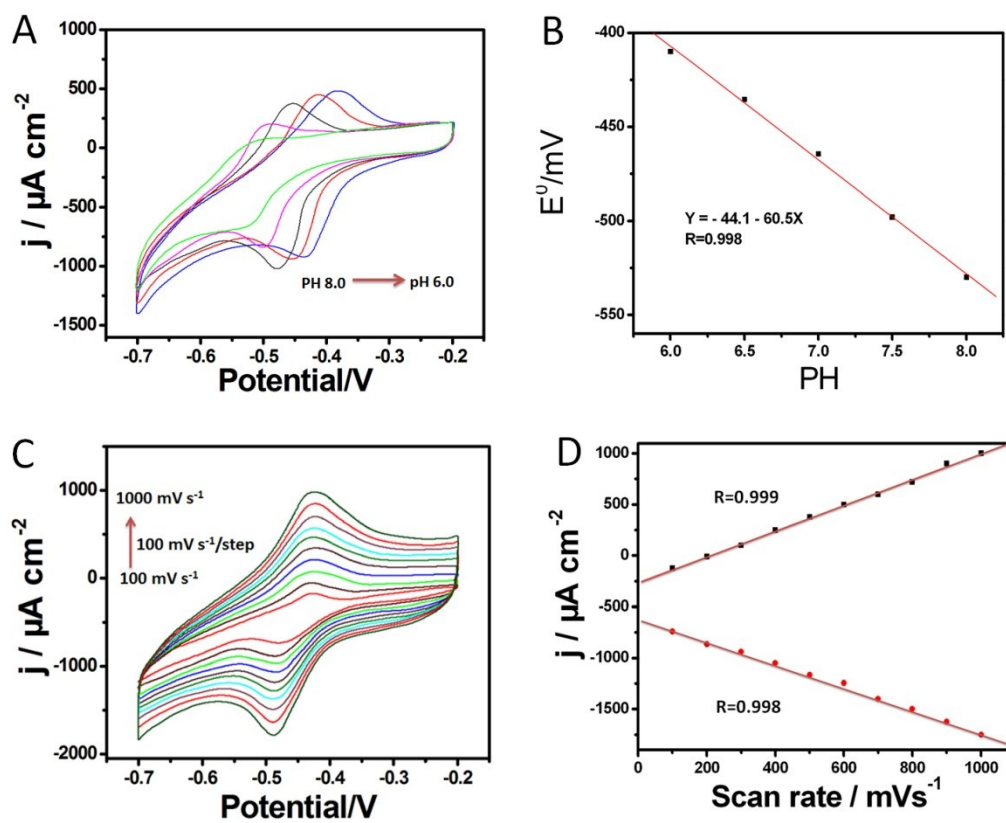 A
1000
500
0
-500
-1000
-1500
j / µA cm⁻²
PH 8.0
pH 6.0
-0.7
-0.6
-0.5
-0.4
-0.3
-0.2
Potential/V
B
-400
-450
-500
-550
E⁰/mV
Y = - 44.1 - 60.5X
R=0.998
6.0
6.5
7.0
7.5
8.0
PH
C
1000
0
-1000
-2000
j / µA cm⁻²
1000 mV s⁻¹
100 mV s⁻¹/step
100 mV s⁻¹
-0.7
-0.6
-0.5
-0.4
-0.3
-0.2
Potential/V
D
1000
500
0
-500
-1000
-1500
j / µA cm⁻²
R=0.999
R=0.998
0
200
400
600
800
1000
Scan rate / mVs⁻¹